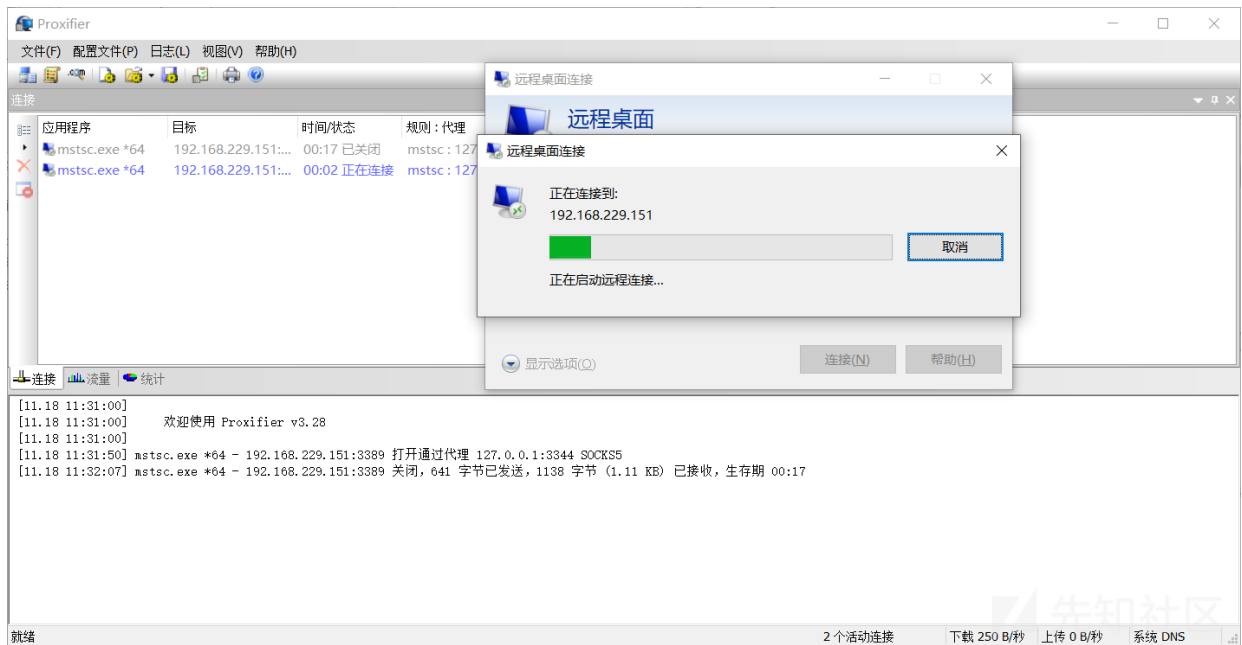 Proxifier
文件(F) 配置文件(P) 日志(L) 视图(V) 帮助(H)
连接
应用程序 目标 时间/状态 规则 : 代理
mstsc.exe *64 192.168.229.151:... 00:17 已关闭 mstsc : 127
mstsc.exe *64 192.168.229.151:... 00:02 正在连接 mstsc : 127
远程桌面连接
远程桌面
远程桌面连接
正在连接到:
192.168.229.151
取消
正在启动远程连接...
显示选项(O) 连接(N) 帮助(H)
连接 流量 统计
[11.18 11:31:00]
[11.18 11:31:00] 欢迎使用 Proxifier v3.28
[11.18 11:31:00]
[11.18 11:31:50] mstsc.exe *64 - 192.168.229.151:3389 打开通过代理 127.0.0.1:3344 SOCKS5
[11.18 11:32:07] mstsc.exe *64 - 192.168.229.151:3389 关闭，641 字节已发送，1138 字节 (1.11 KB) 已接收，生存期 00:17
先知社区
就绪 2 个活动连接 下载 250 B/秒 上传 0 B/秒 系统 DNS